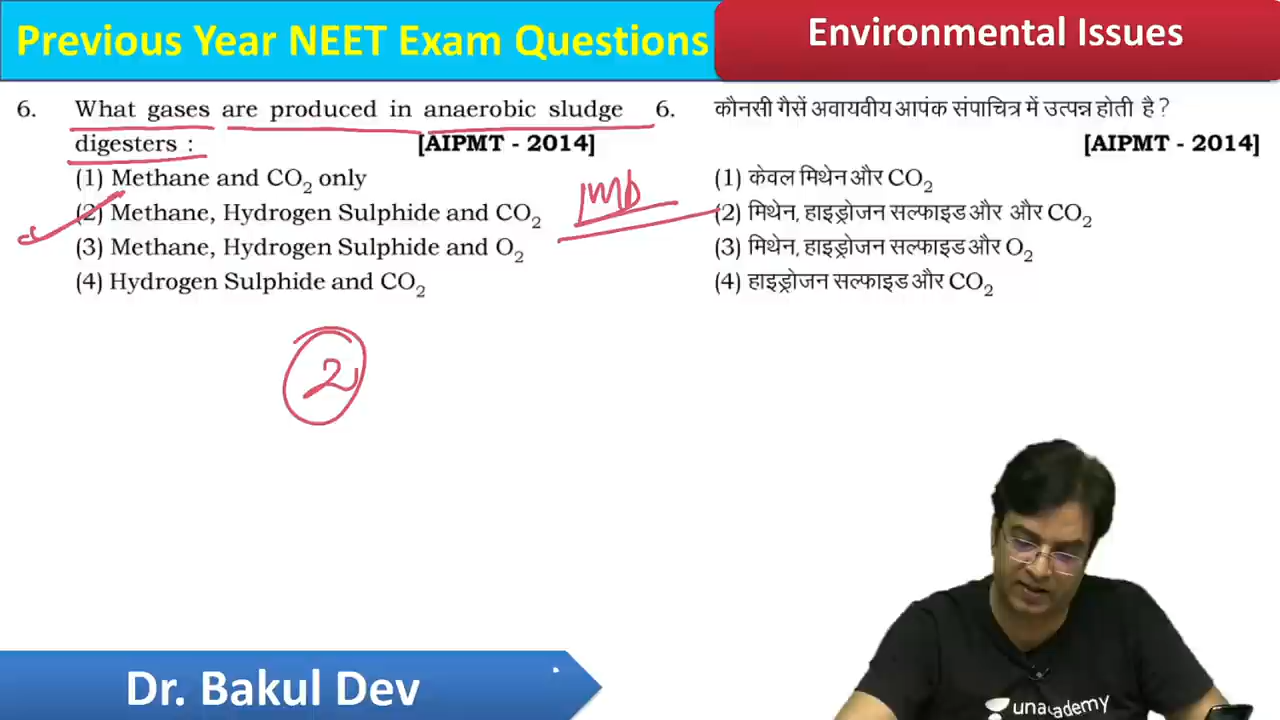 Previous Year NEET Exam Questions
Environmental Issues
6. What gases are produced in anaerobic sludge
digesters : [AIPMT - 2014]
(1) Methane and CO2 only
(2) Methane, Hydrogen Sulphide and CO2
(3) Methane, Hydrogen Sulphide and O2
(4) Hydrogen Sulphide and CO2
Imp
2
6. कौनसी गैसें अवायवीय आपंक संपाचित्र में उत्पन्न होती है ?
[AIPMT - 2014]
(1) केवल मिथेन और CO2
(2) मिथेन, हाइड्रोजन सल्फाइड और और CO2
(3) मिथेन, हाइड्रोजन सल्फाइड और O2
(4) हाइड्रोजन सल्फाइड और CO2
Dr. Bakul Dev
unacademy